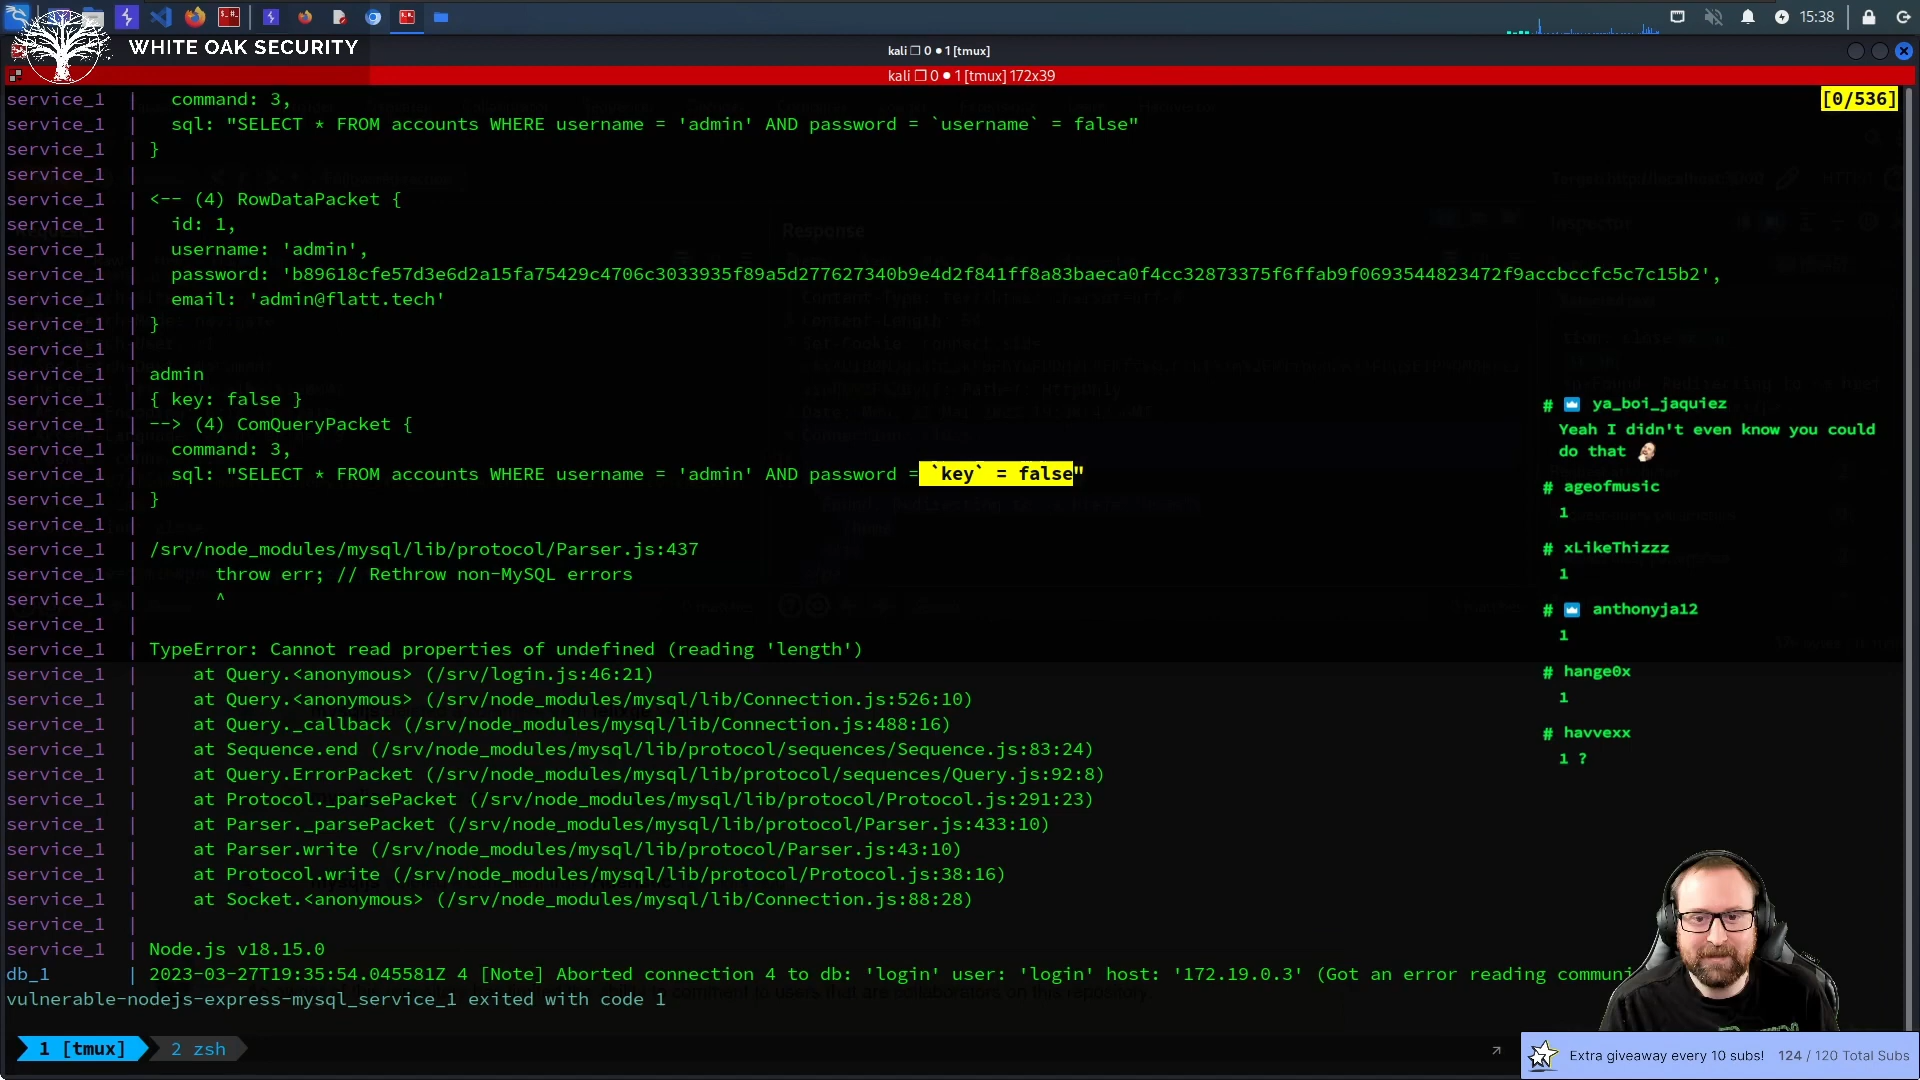 WHITE OAK SECURITY
15:38
kali ❐ 0 ● 1 [tmux]
kali ❐ 0 ● 1 [tmux] 172x39
[0/536]
service_1 | command: 3,
service_1 | sql: "SELECT * FROM accounts WHERE username = 'admin' AND password = `username` = false"
service_1 | }
service_1 |
service_1 | <-- (4) RowDataPacket {
service_1 | id: 1,
service_1 | username: 'admin',
service_1 | password: 'b89618cfe57d3e6d2a15fa75429c4706c3033935f89a5d277627340b9e4d2f841ff8a83baeca0f4cc32873375f6ffab9f0693544823472f9accbccfc5c7c15b2',
service_1 | email: 'admin@flatt.tech'
service_1 | }
service_1 |
service_1 | admin
service_1 | { key: false }
service_1 | --> (4) ComQueryPacket {
service_1 | command: 3,
service_1 | sql: "SELECT * FROM accounts WHERE username = 'admin' AND password = `key` = false"
service_1 | }
service_1 |
service_1 | /srv/node_modules/mysql/lib/protocol/Parser.js:437
service_1 | throw err; // Rethrow non-MySQL errors
service_1 | ^
service_1 |
service_1 | TypeError: Cannot read properties of undefined (reading 'length')
service_1 | at Query.<anonymous> (/srv/login.js:46:21)
service_1 | at Query.<anonymous> (/srv/node_modules/mysql/lib/Connection.js:526:10)
service_1 | at Query._callback (/srv/node_modules/mysql/lib/Connection.js:488:16)
service_1 | at Sequence.end (/srv/node_modules/mysql/lib/protocol/sequences/Sequence.js:83:24)
service_1 | at Query.ErrorPacket (/srv/node_modules/mysql/lib/protocol/sequences/Query.js:92:8)
service_1 | at Protocol._parsePacket (/srv/node_modules/mysql/lib/protocol/Protocol.js:291:23)
service_1 | at Parser._parsePacket (/srv/node_modules/mysql/lib/protocol/Parser.js:433:10)
service_1 | at Parser.write (/srv/node_modules/mysql/lib/protocol/Parser.js:43:10)
service_1 | at Protocol.write (/srv/node_modules/mysql/lib/protocol/Protocol.js:38:16)
service_1 | at Socket.<anonymous> (/srv/node_modules/mysql/lib/Connection.js:88:28)
service_1 |
service_1 | Node.js v18.15.0
db_1 | 2023-03-27T19:35:54.045581Z 4 [Note] Aborted connection 4 to db: 'login' user: 'login' host: '172.19.0.3' (Got an error reading communi
vulnerable-nodejs-express-mysql_service_1 exited with code 1
1 [tmux] 2 zsh
# ya_boi_jaquiez
Yeah I didn't even know you could
do that
# ageofmusic
1
# xLikeThizzz
1
# anthonyja12
1
# hange0x
1
# havvexx
1 ?
Extra giveaway every 10 subs! 124 / 120 Total Subs